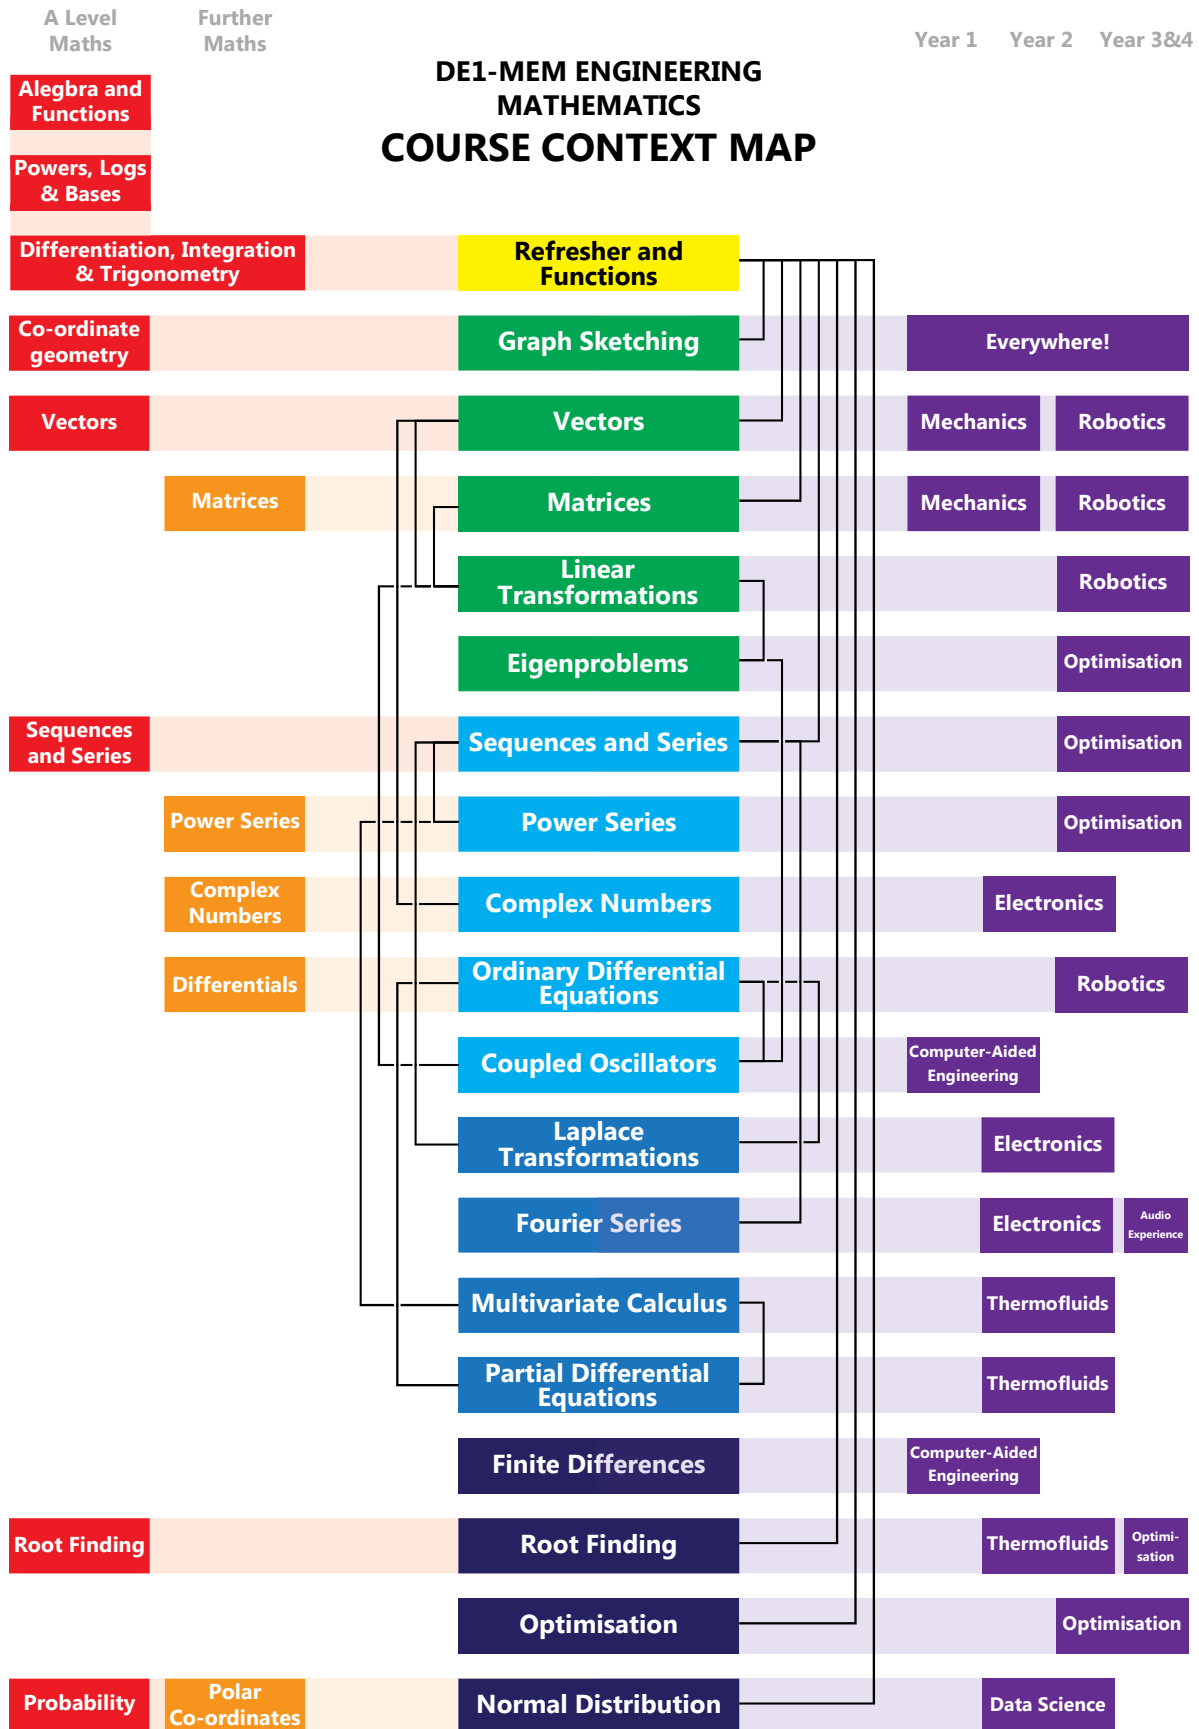 A Level
Maths
Further
Maths
Year 1
Year 2
Year 3&4
DE1-MEM ENGINEERING
MATHEMATICS
COURSE CONTEXT MAP
Alegbra and
Functions
Powers, Logs
& Bases
Differentiation, Integration
& Trigonometry
Refresher and
Functions
Co-ordinate
geometry
Graph Sketching
Everywhere!
Vectors
Vectors
Mechanics
Robotics
Matrices
Matrices
Mechanics
Robotics
Linear
Transformations
Robotics
Eigenproblems
Optimisation
Sequences
and Series
Sequences and Series
Optimisation
Power Series
Power Series
Optimisation
Complex
Numbers
Complex Numbers
Electronics
Differentials
Ordinary Differential
Equations
Robotics
Coupled Oscillators
Computer-Aided
Engineering
Laplace
Transformations
Electronics
Fourier Series
Electronics
Audio
Experience
Multivariate Calculus
Thermofluids
Partial Differential
Equations
Thermofluids
Finite Differences
Computer-Aided
Engineering
Root Finding
Root Finding
Thermofluids
Optimi-
sation
Optimisation
Optimisation
Probability
Polar
Co-ordinates
Normal Distribution
Data Science